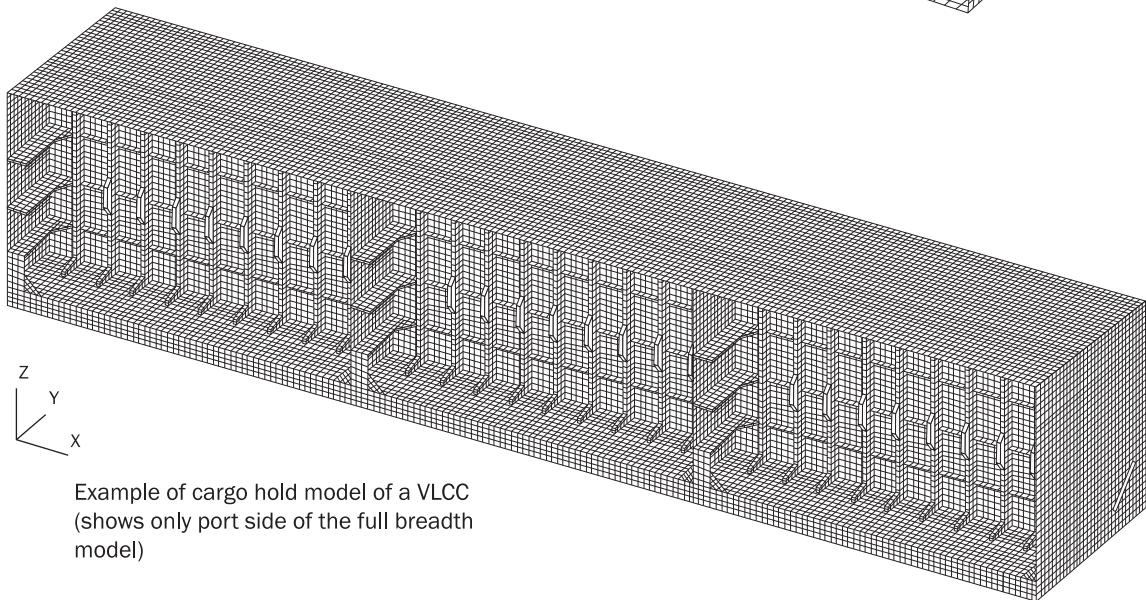 Z
Y
X
Example of cargo hold model of a VLCC
(shows only port side of the full breadth
model)